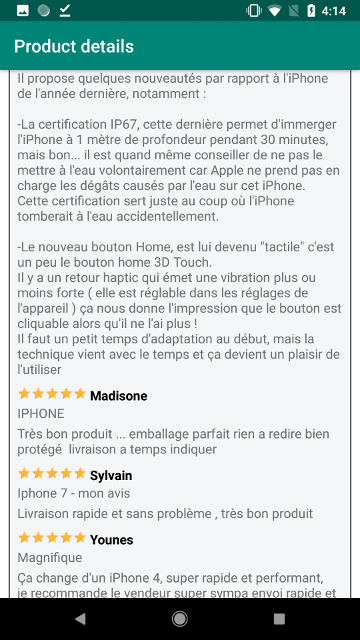 4:14
Product details
Il propose quelques nouveautés par rapport à l'iPhone
de l'année dernière, notamment :
-La certification IP67, cette dernière permet d'immerger
l'iPhone à 1 mètre de profondeur pendant 30 minutes,
mais bon... il est quand même conseiller de ne pas le
mettre à l'eau volontairement car Apple ne prend pas en
charge les dégâts causés par l'eau sur cet iPhone.
Cette certification sert juste au coup où l'iPhone
tomberait à l'eau accidentellement.
-Le nouveau bouton Home, est lui devenu "tactile" c'est
un peu le bouton home 3D Touch.
Il y a un retour haptic qui émet une vibration plus ou
moins forte ( elle est réglable dans les réglages de
l'appareil ) ça nous donne l'impression que le bouton est
cliquable alors qu'il ne l'ai plus !
Il faut un petit temps d'adaptation au début, mais la
technique vient avec le temps et ça devient un plaisir de
l'utiliser
Madisone
IPHONE
Très bon produit ... emballage parfait rien a redire bien
protégé  livraison a temps indiquer
Sylvain
Iphone 7 - mon avis
Livraison rapide et sans problème , très bon produit
Younes
Magnifique
Ça change d'un iPhone 4, super rapide et performant,
je recommande le vendeur super sympa envoi rapide et